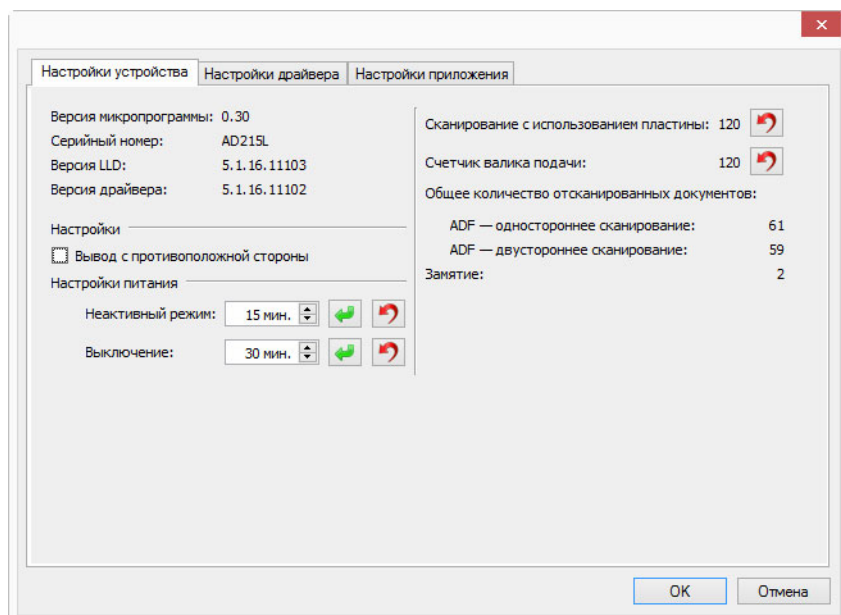 Настройки устройства Настройки драйвера Настройки приложения
Версия микропрограммы: 0.30
Серийный номер: AD215L
Версия LLD: 5.1.16.11103
Версия драйвера: 5.1.16.11102
Настройки
Вывод с противоположной стороны
Настройки питания
Неактивный режим: 15 мин.
Выключение: 30 мин.
Сканирование с использованием пластины: 120
Счетчик валика подачи: 120
Общее количество отсканированных документов:
ADF — одностороннее сканирование: 61
ADF — двустороннее сканирование: 59
Замятие: 2
OK Отмена